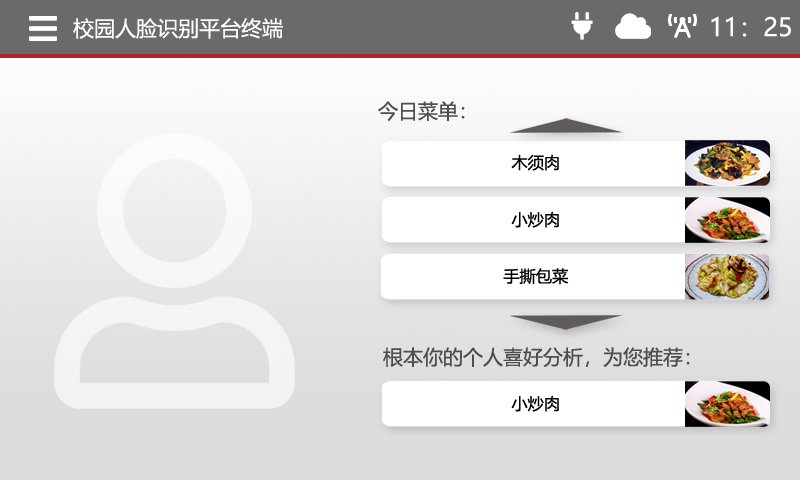 校园人脸识别平台终端
11：25
今日菜单：
木须肉
小炒肉
手撕包菜
根本你的个人喜好分析，为您推荐：
小炒肉